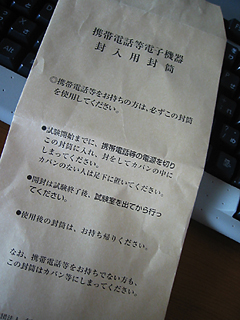 携帯電話等電子機器
封入用封筒
◎携帯電話等をお持ちの方は、必ずこの封筒
を使用してください。
●試験開始までに、携帯電話等の電源を切り
この封筒に入れ、封をしてカバンの中に
しまってください。
カバンのない人は足下に置いてください。
●開封は試験終了後、試験室を出てから行っ
てください。
●使用後の封筒は、お持ち帰りください。
なお、携帯電話等をお持ちでない方も、
この封筒はカバン等にしまってください。